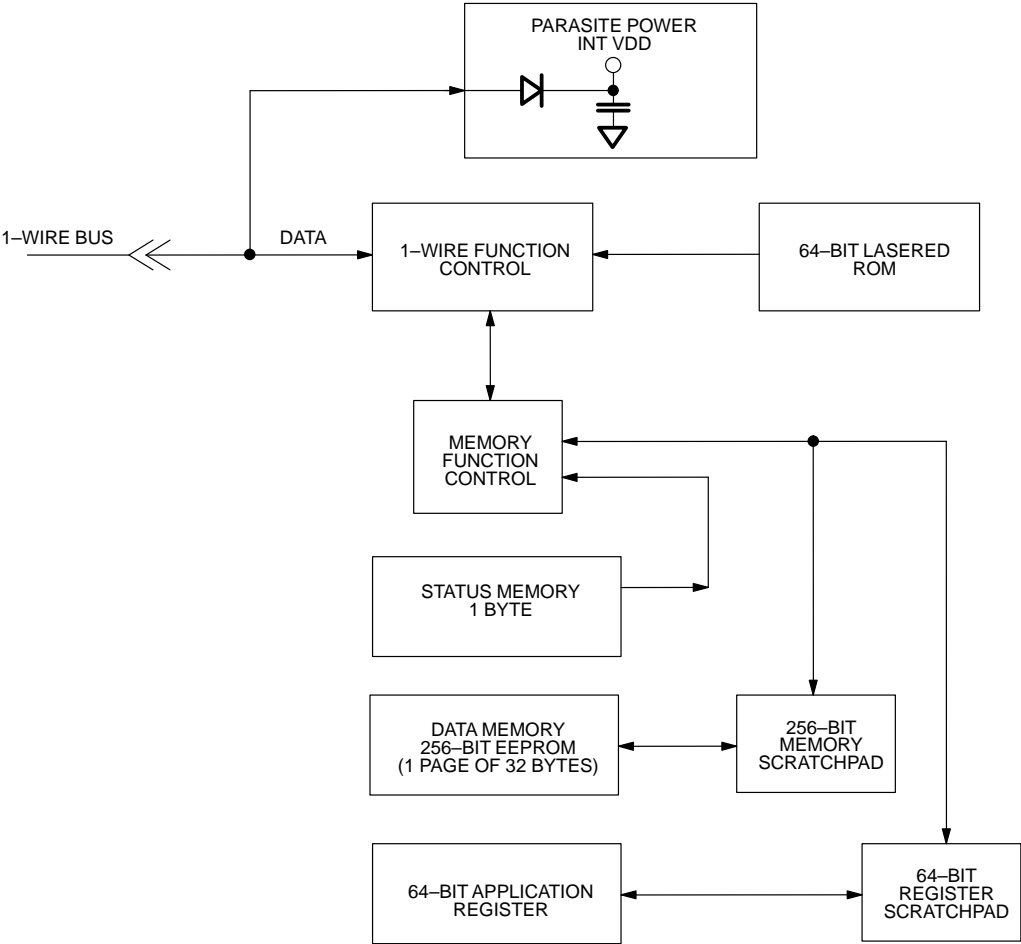 PARASITE POWER
INT VDD
1–WIRE BUS
DATA
1–WIRE FUNCTION
CONTROL
64–BIT LASERED
ROM
MEMORY
FUNCTION
CONTROL
STATUS MEMORY
1 BYTE
DATA MEMORY
256–BIT EEPROM
(1 PAGE OF 32 BYTES)
256–BIT
MEMORY
SCRATCHPAD
64–BIT APPLICATION
REGISTER
64–BIT
REGISTER
SCRATCHPAD